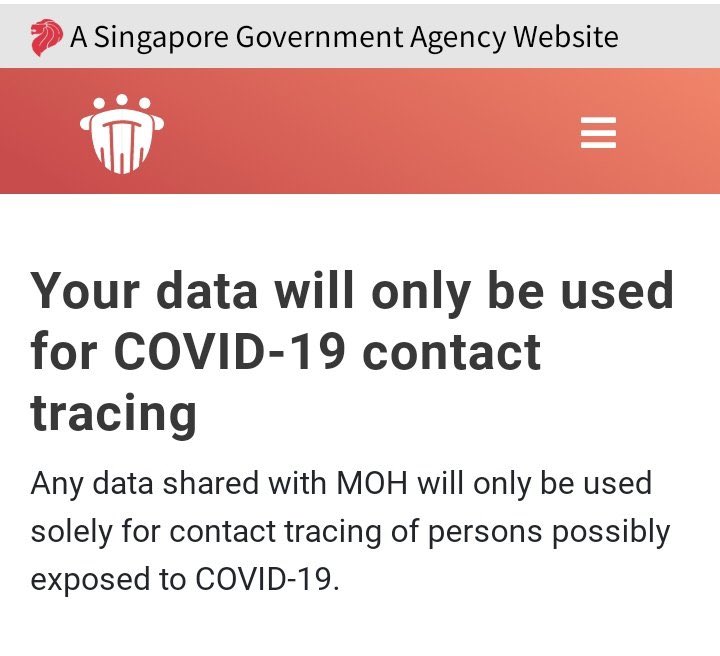 A Singapore Government Agency Website
Your data will only be used
for COVID-19 contact
tracing
Any data shared with MOH will only be used
solely for contact tracing of persons possibly
exposed to COVID-19.